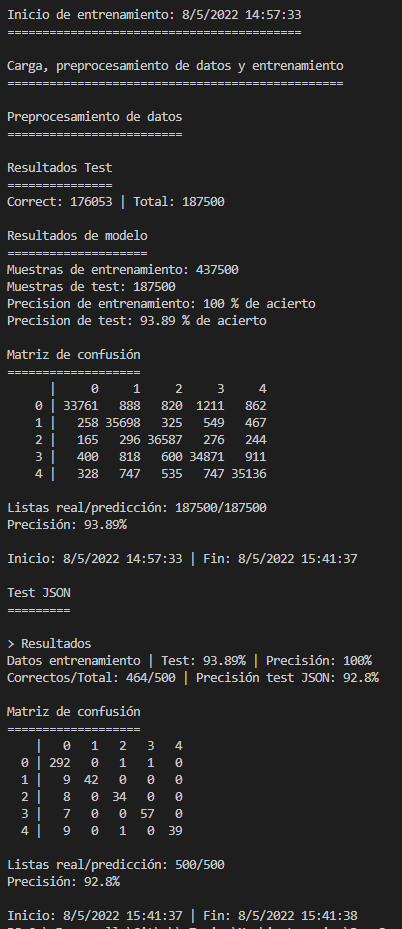 Inicio de entrenamiento: 8/5/2022 14:57:33
==========================================
Carga, preprocesamiento de datos y entrenamiento
================================================
Preprocesamiento de datos
=========================
Resultados Test
===============
Correct: 176053 | Total: 187500
Resultados de modelo
====================
Muestras de entrenamiento: 437500
Muestras de test: 187500
Precision de entrenamiento: 100 % de acierto
Precision de test: 93.89 % de acierto
Matriz de confusión
===================
| 0 1 2 3 4
0 | 33761 888 820 1211 862
1 | 258 35698 325 549 467
2 | 165 296 36587 276 244
3 | 400 818 600 34871 911
4 | 328 747 535 747 35136
Listas real/predicción: 187500/187500
Precisión: 93.89%
Inicio: 8/5/2022 14:57:33 | Fin: 8/5/2022 15:41:37
Test JSON
=========
> Resultados
Datos entrenamiento | Test: 93.89% | Precisión: 100%
Correctos/Total: 464/500 | Precisión test JSON: 92.8%
Matriz de confusión
===================
| 0 1 2 3 4
0 | 292 0 1 1 0
1 | 9 42 0 0 0
2 | 8 0 34 0 0
3 | 7 0 0 57 0
4 | 9 0 1 0 39
Listas real/predicción: 500/500
Precisión: 92.8%
Inicio: 8/5/2022 15:41:37 | Fin: 8/5/2022 15:41:38